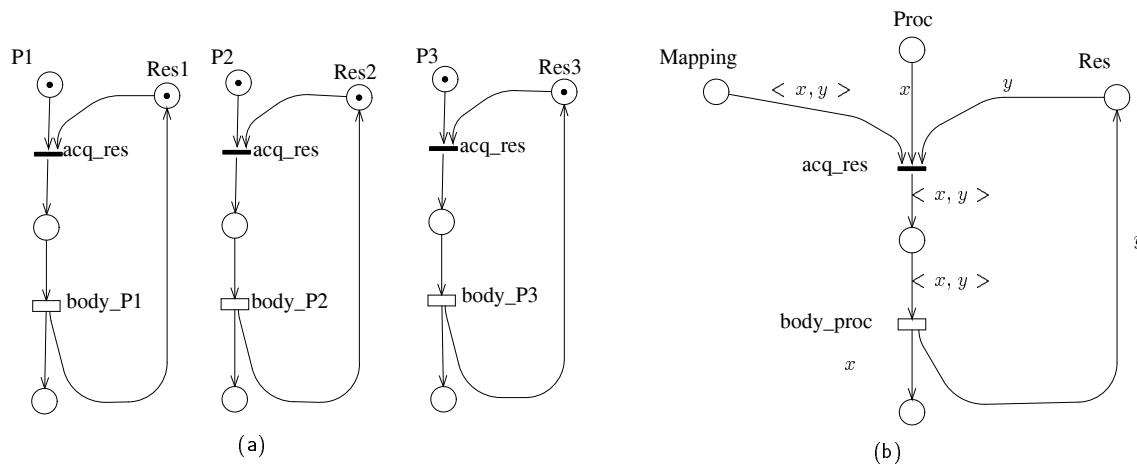 P1
Res1
acq_res
body_P1
P2
Res2
acq_res
body_P2
P3
Res3
acq_res
body_P3
(a)
Proc
Mapping
Res
< x, y >
x
y
acq_res
< x, y >
< x, y >
body_proc
x
(b)